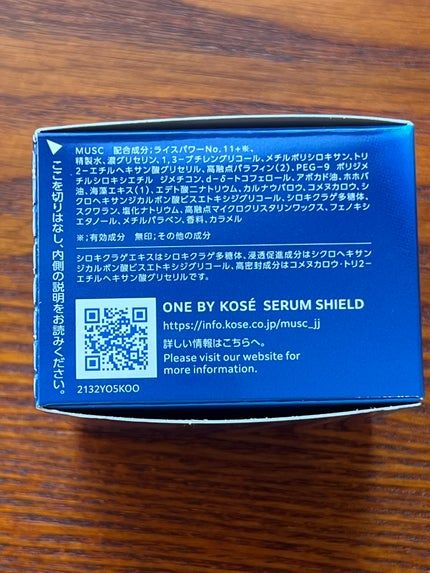 ここを切りはなし、内側の説明をお読みください。
MUSC 配合成分;ライスパワーNo.11+※、
精製水、濃グリセリン、1,3-ブチレングリコール、メチルポリシロキサン、トリ
2-エチルヘキサン酸グリセリル、高融点パラフィン(2)、PEG-9 ポリジメ
チルシロキシエチル ジメチコン、d-δ-トコフェロール、アボカド油、ホホバ
油、海藻エキス(1)、エデト酸ニナトリウム、カルナウバロウ、コメヌカロウ、シ
クロヘキサンジカルボン酸ビスエトキシジグリコール、シロキクラゲ多糖体、
スクワラン、塩化ナトリウム、高融点マイクロクリスタリンワックス、フェノキシ
エタノール、メチルパラベン、香料、カラメル
※;有効成分 無印;その他の成分
シロキクラゲエキスはシロキクラゲ多糖体、浸透促進成分はシクロヘキサン
ジカルボン酸ビスエトキシジグリコール、高密封成分はコメヌカロウ・トリ2-
エチルヘキサン酸グリセリルです。
ONE BY KOSÉ SERUM SHIELD
https://info.kose.co.jp/musc_jj
詳しい情報はこちらへ。
Please visit our website for
more information.
2132YO5KOO